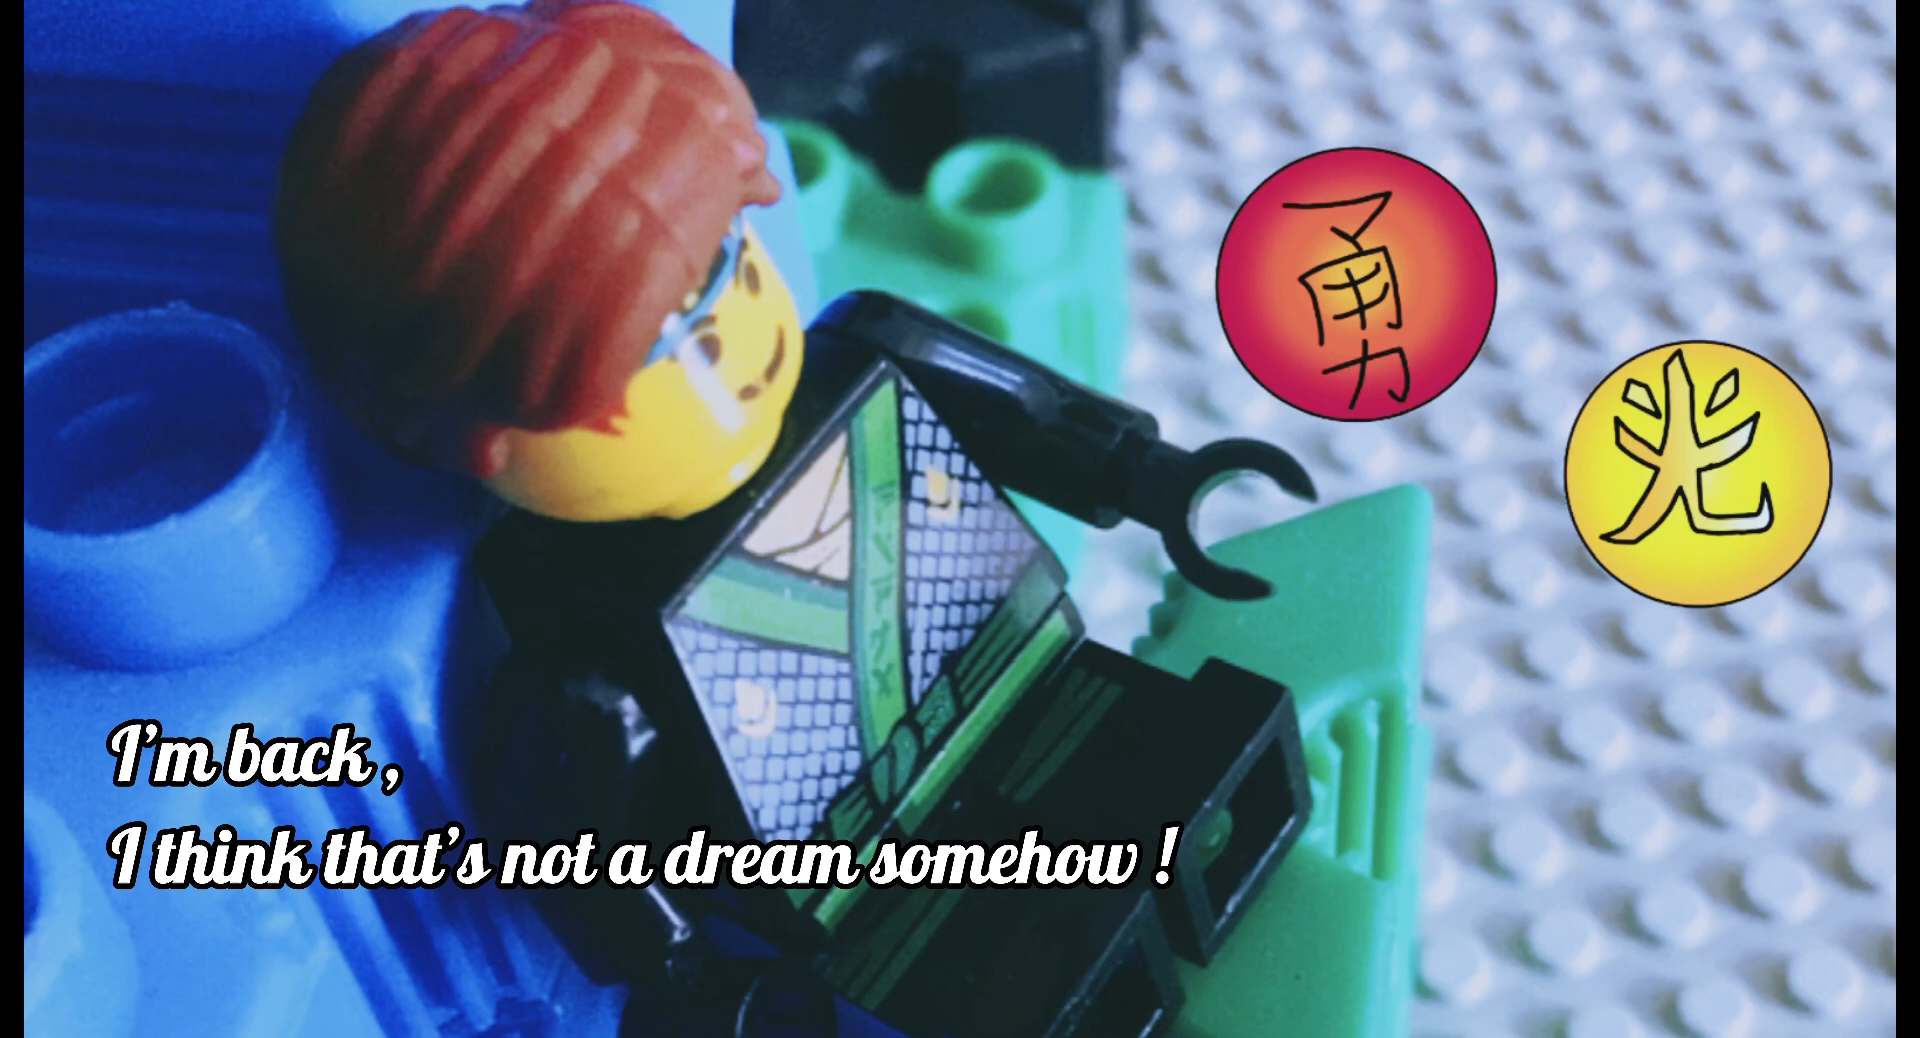 勇
光
I'm back,
I think that's not a dream somehow!